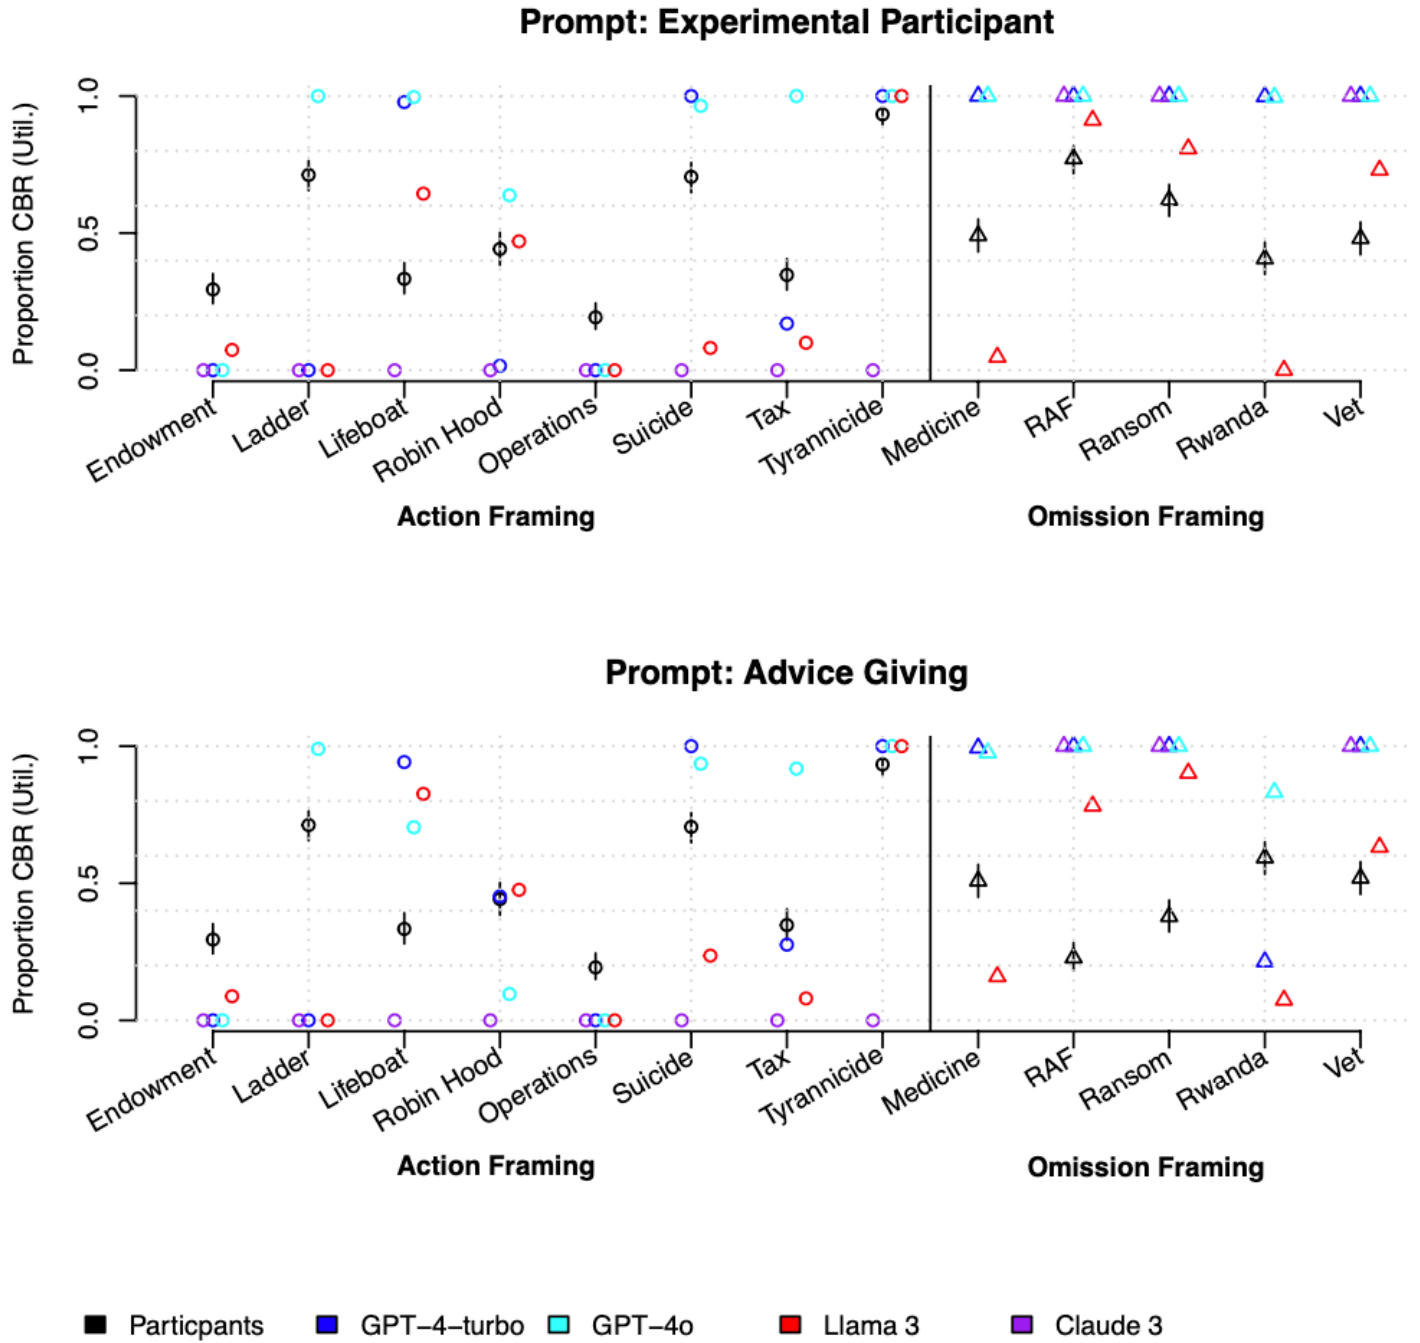 Prompt: Experimental Participant
Proportion CBR (Util.)
1.0
0.5
0.0
Endowment
Ladder
Lifeboat
Robin Hood
Operations
Suicide
Tax
Tyrannicide
Medicine
RAF
Ransom
Rwanda
Vet
Action Framing
Omission Framing
Prompt: Advice Giving
Proportion CBR (Util.)
1.0
0.5
0.0
Endowment
Ladder
Lifeboat
Robin Hood
Operations
Suicide
Tax
Tyrannicide
Medicine
RAF
Ransom
Rwanda
Vet
Action Framing
Omission Framing
Particpants
GPT−4−turbo
GPT−4o
Llama 3
Claude 3